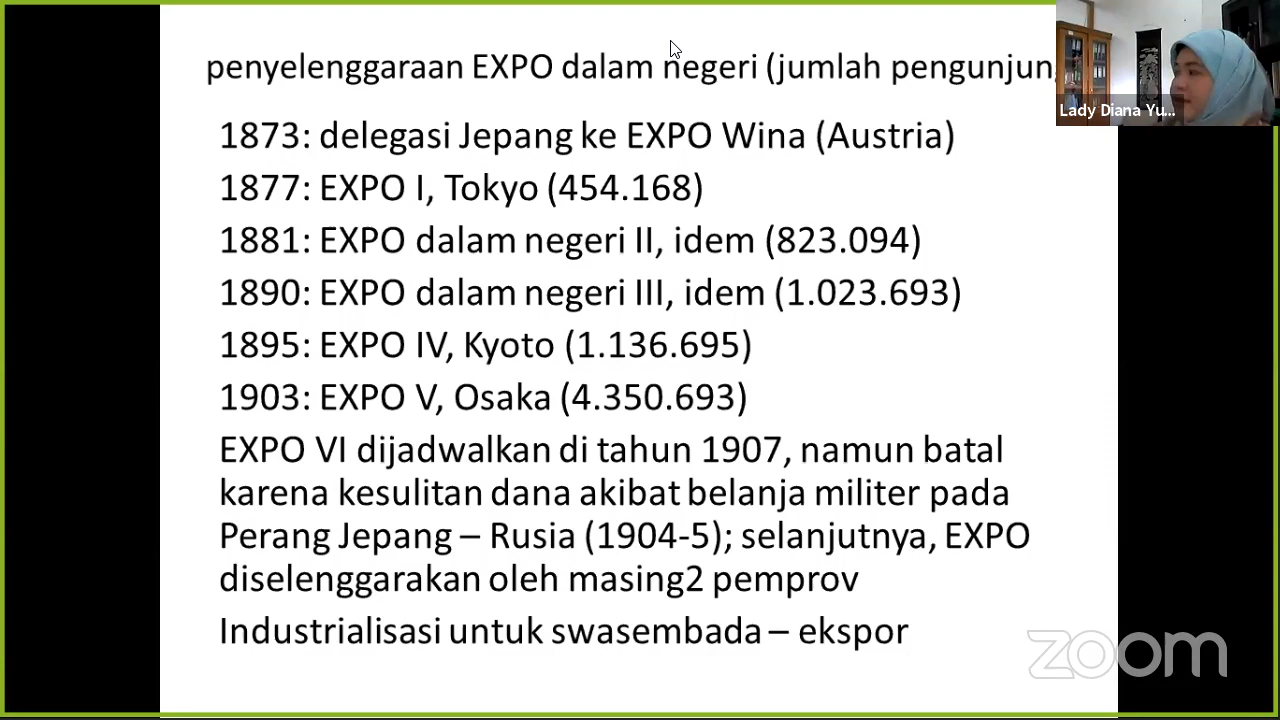 penyelenggaraan EXPO dalam negeri (jumlah pengunjung
Lady Diana Yu...
1873: delegasi Jepang ke EXPO Wina (Austria)
1877: EXPO I, Tokyo (454.168)
1881: EXPO dalam negeri II, idem (823.094)
1890: EXPO dalam negeri III, idem (1.023.693)
1895: EXPO IV, Kyoto (1.136.695)
1903: EXPO V, Osaka (4.350.693)
EXPO VI dijadwalkan di tahun 1907, namun batal
karena kesulitan dana akibat belanja militer pada
Perang Jepang – Rusia (1904-5); selanjutnya, EXPO
diselenggarakan oleh masing2 pemprov
Industrialisasi untuk swasembada – ekspor
zoom